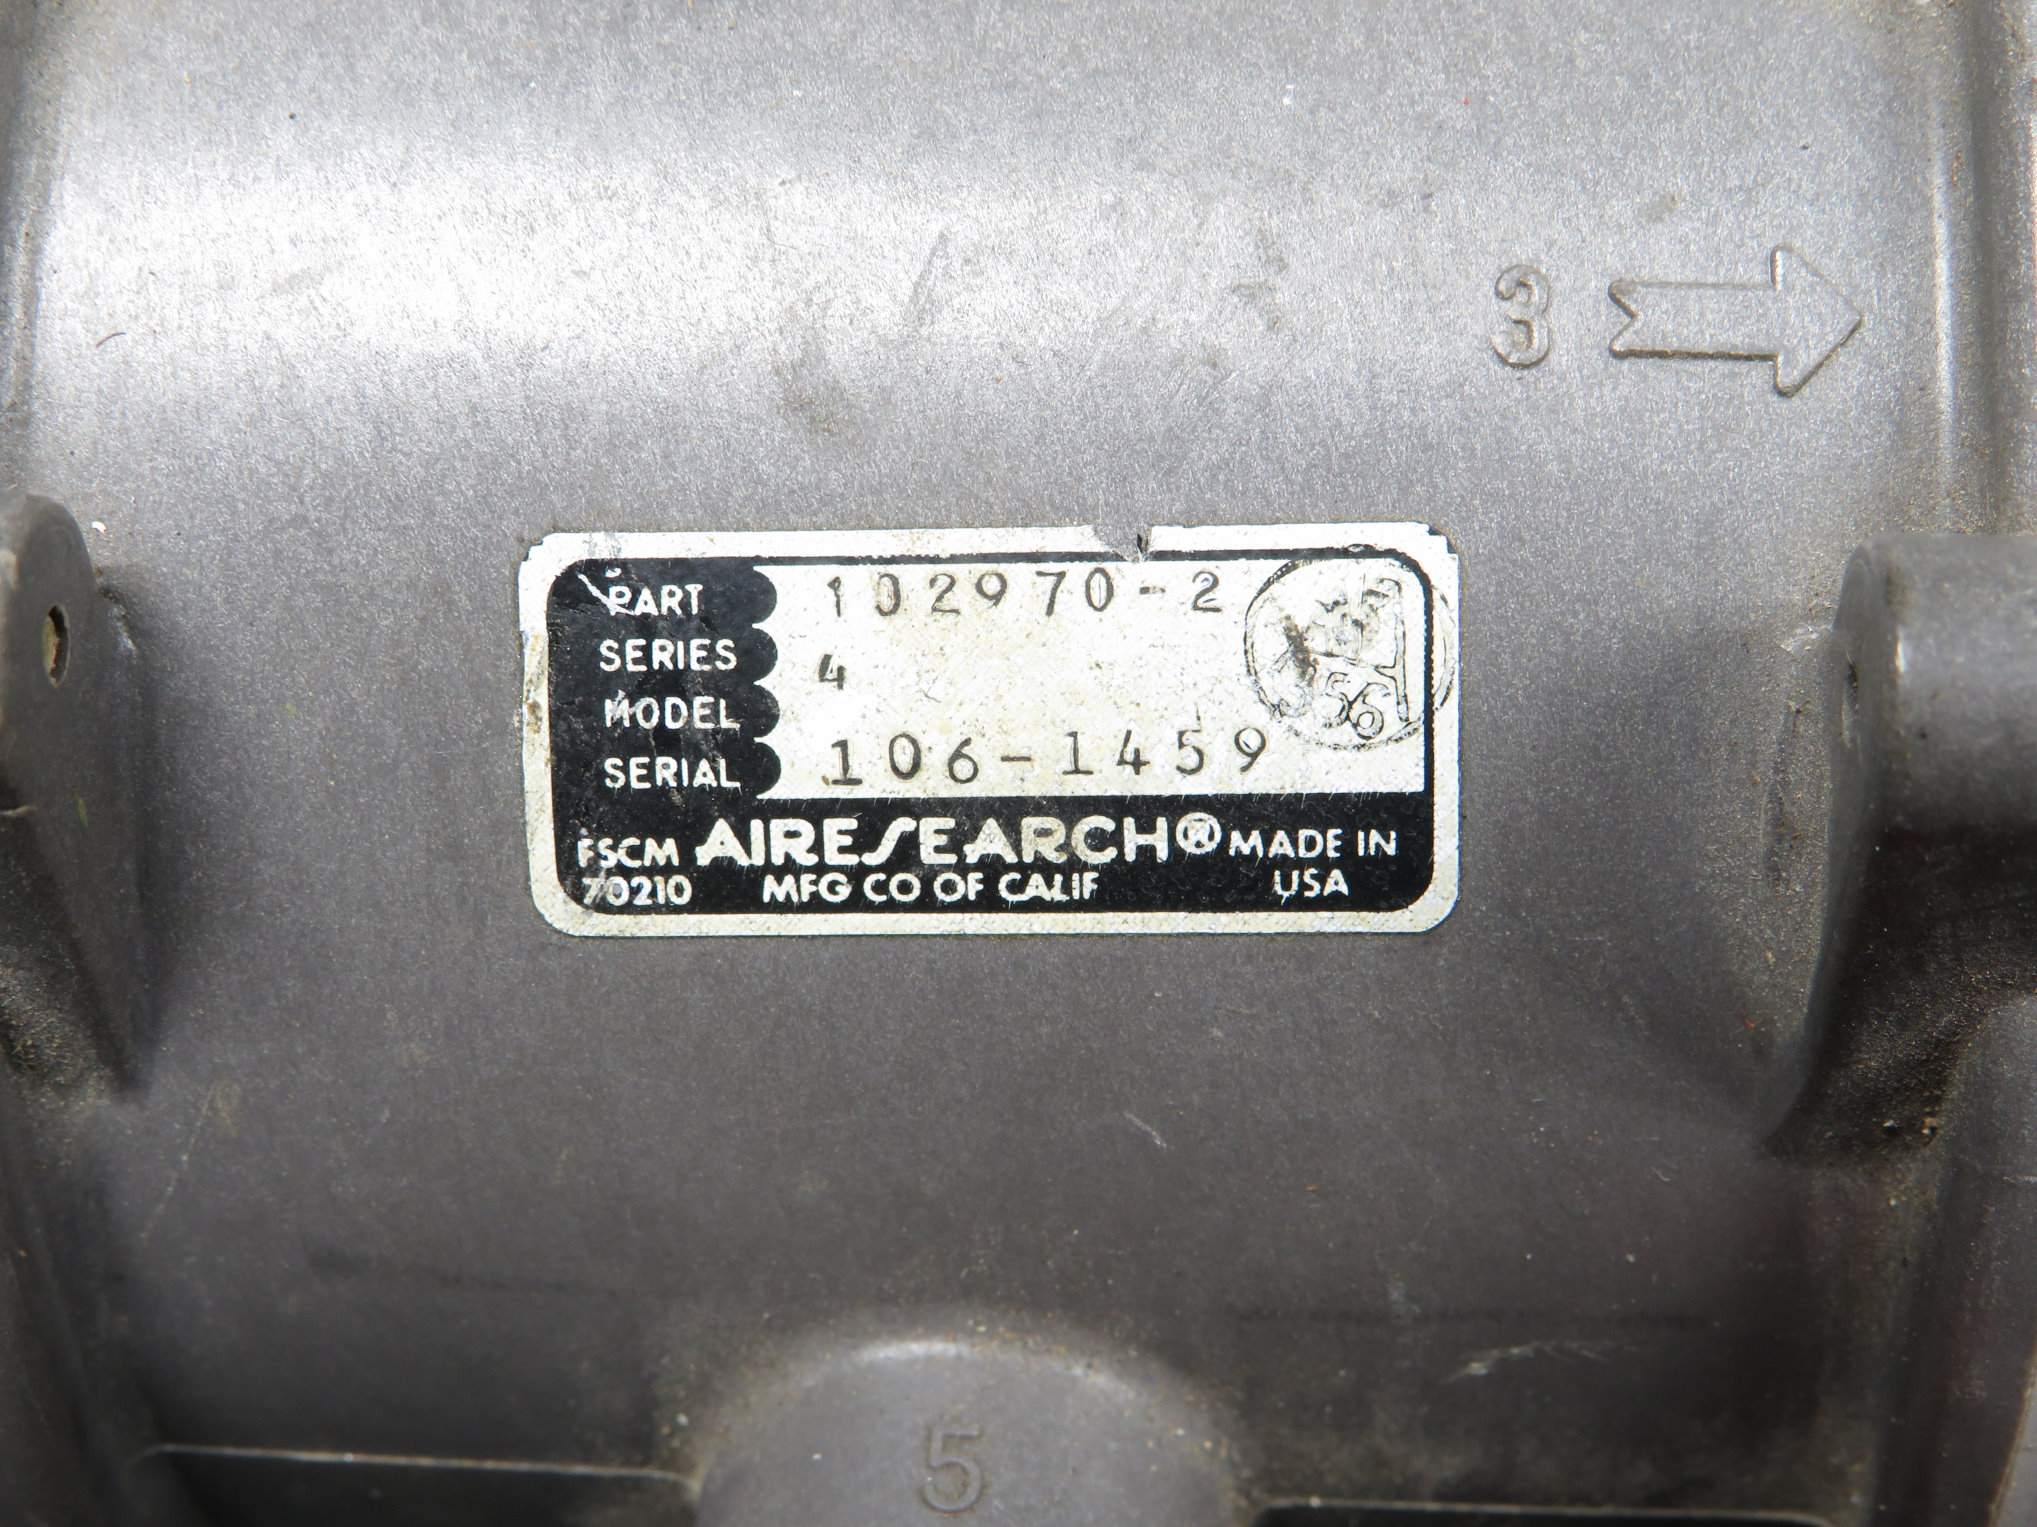 3
PART 102970-2
SERIES 4
MODEL
SERIAL 106-1459
FSCM AIRESEARCH® MADE IN
70210 MFG CO OF CALIF USA
356
5